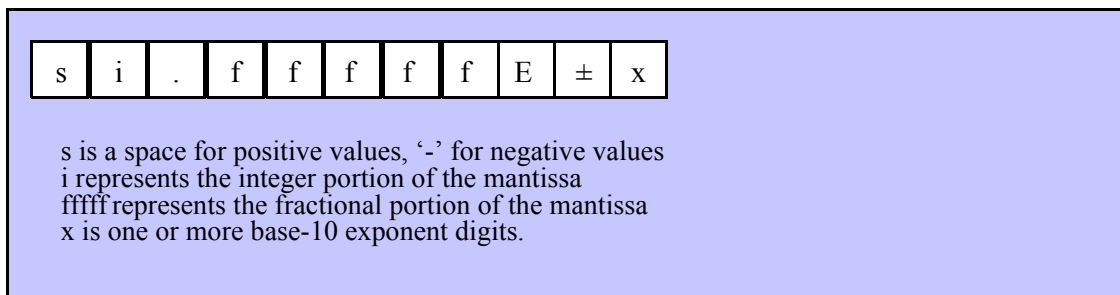 s i . f f f f f E ± x
s is a space for positive values, ‘-’ for negative values
i represents the integer portion of the mantissa
fffff represents the fractional portion of the mantissa
x is one or more base-10 exponent digits.